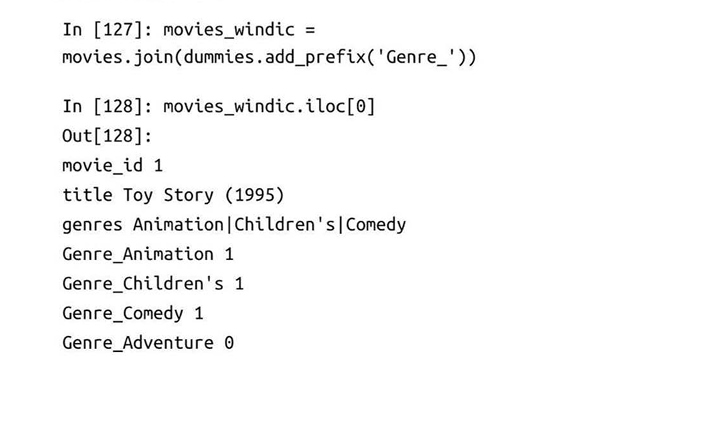 In [127]: movies_windic =
movies.join(dummies.add_prefix('Genre_'))
In [128]: movies_windic.iloc[0]
Out[128]:
movie_id 1
title Toy Story (1995)
genres Animation|Children's|Comedy
Genre_Animation 1
Genre_Children's 1
Genre_Comedy 1
Genre_Adventure 0